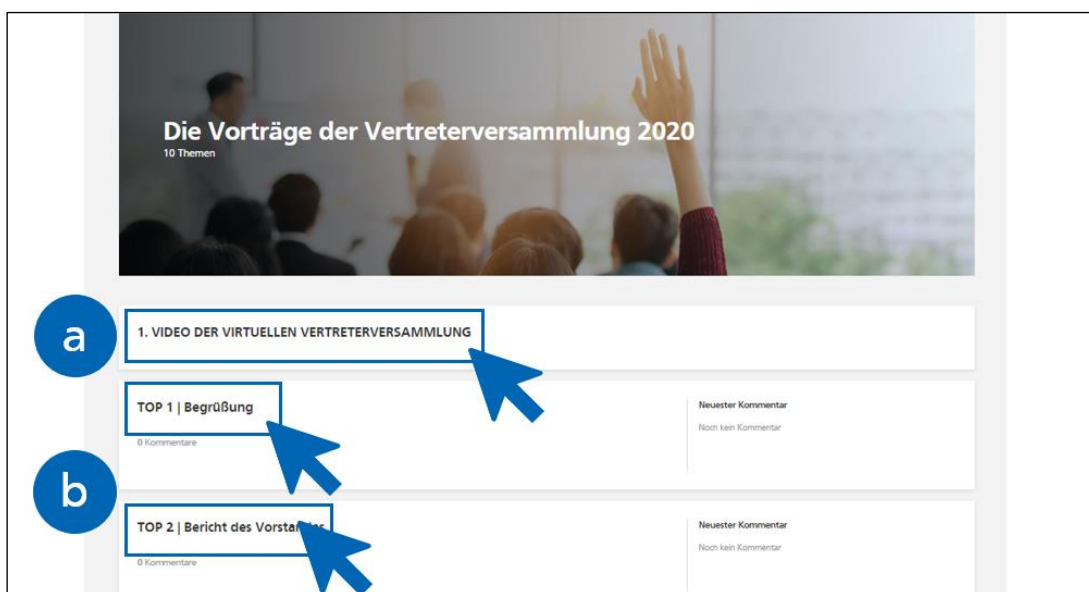 Die Vorträge der Vertreterversammlung 2020
10 Themen
a
1. VIDEO DER VIRTUELLEN VERTRETERVERSAMMLUNG
TOP 1 | Begrüßung
0 Kommentare
Neuester Kommentar
Noch kein Kommentar
b
TOP 2 | Bericht des
0 Kommentare
Neuester Kommentar
Noch kein Kommentar